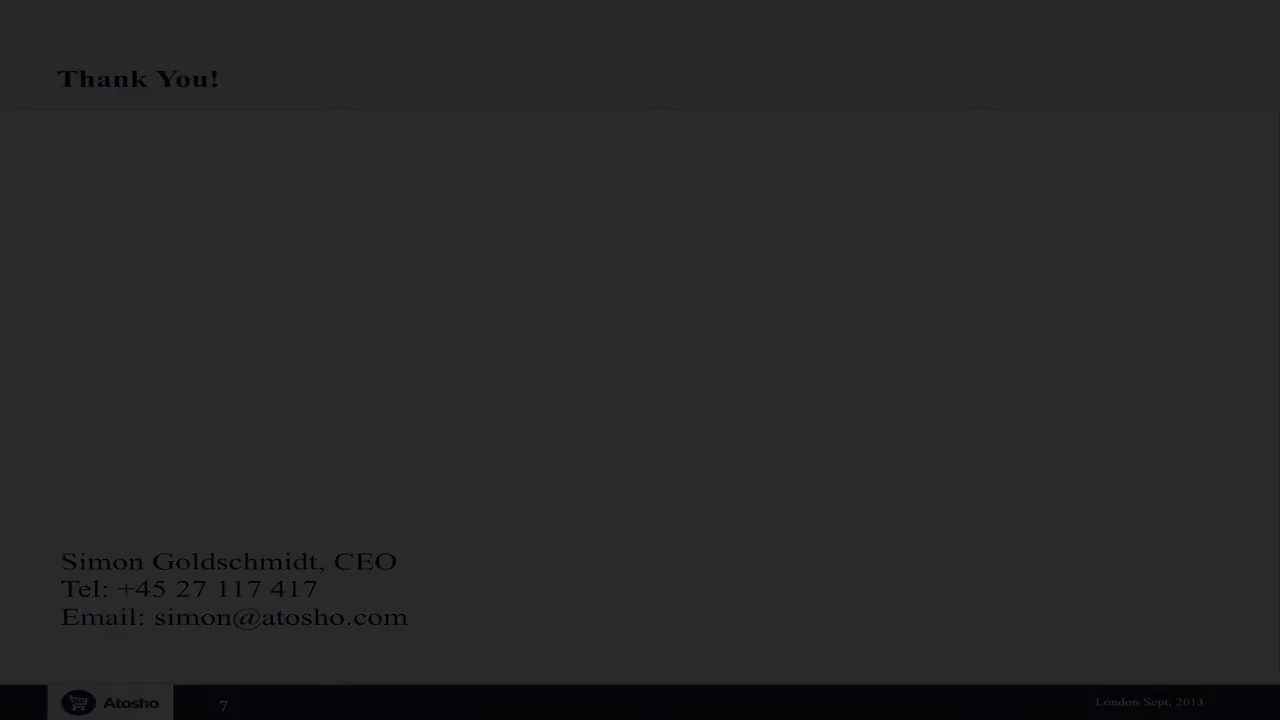 Thank You!
Simon Goldschmidt, CEO
Tel: +45 27 117 417
Email: simon@atosho.com
Atosho
7
London Sept, 2013